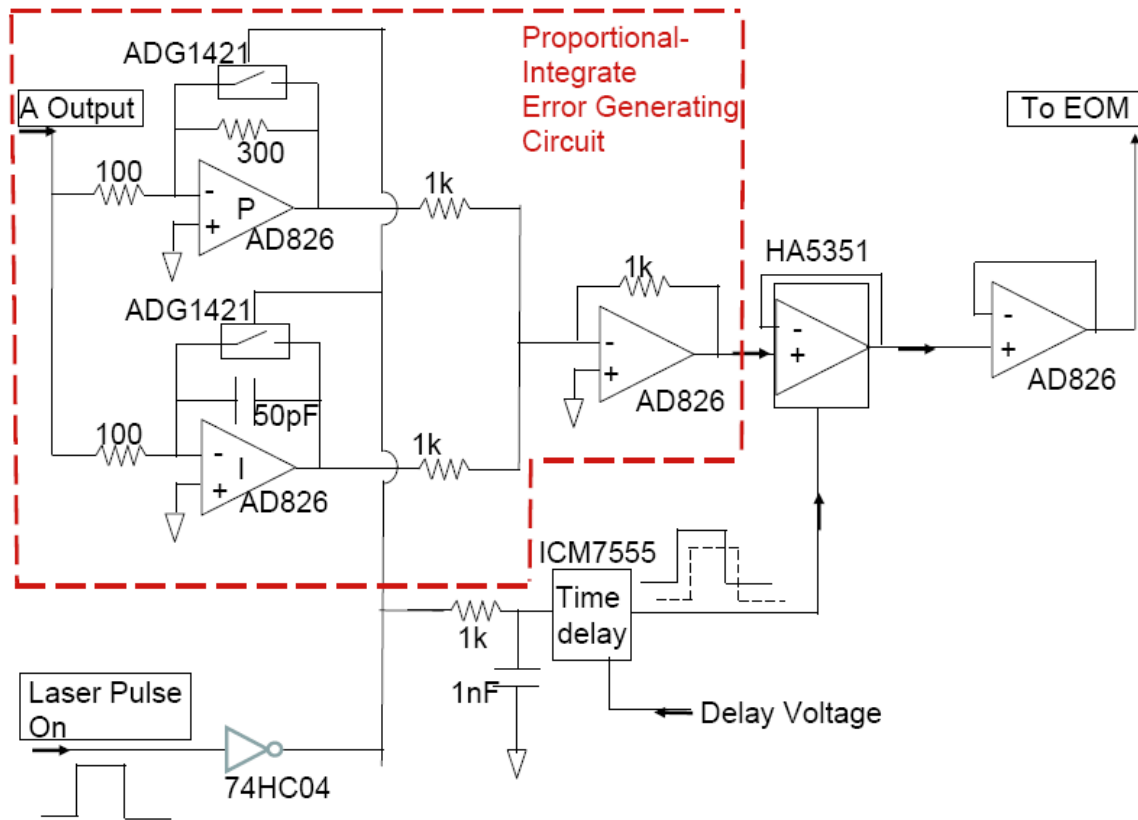 Proportional-
Integrate
Error Generating
Circuit
ADG1421
A Output
To EOM
300
100
1k
-
P
+
AD826
HA5351
1k
ADG1421
-
+
-
+
-
+
AD826
AD826
50pF
100
1k
-
I
+
AD826
ICM7555
Time
delay
1k
1nF
Laser Pulse
On
Delay Voltage
74HC04